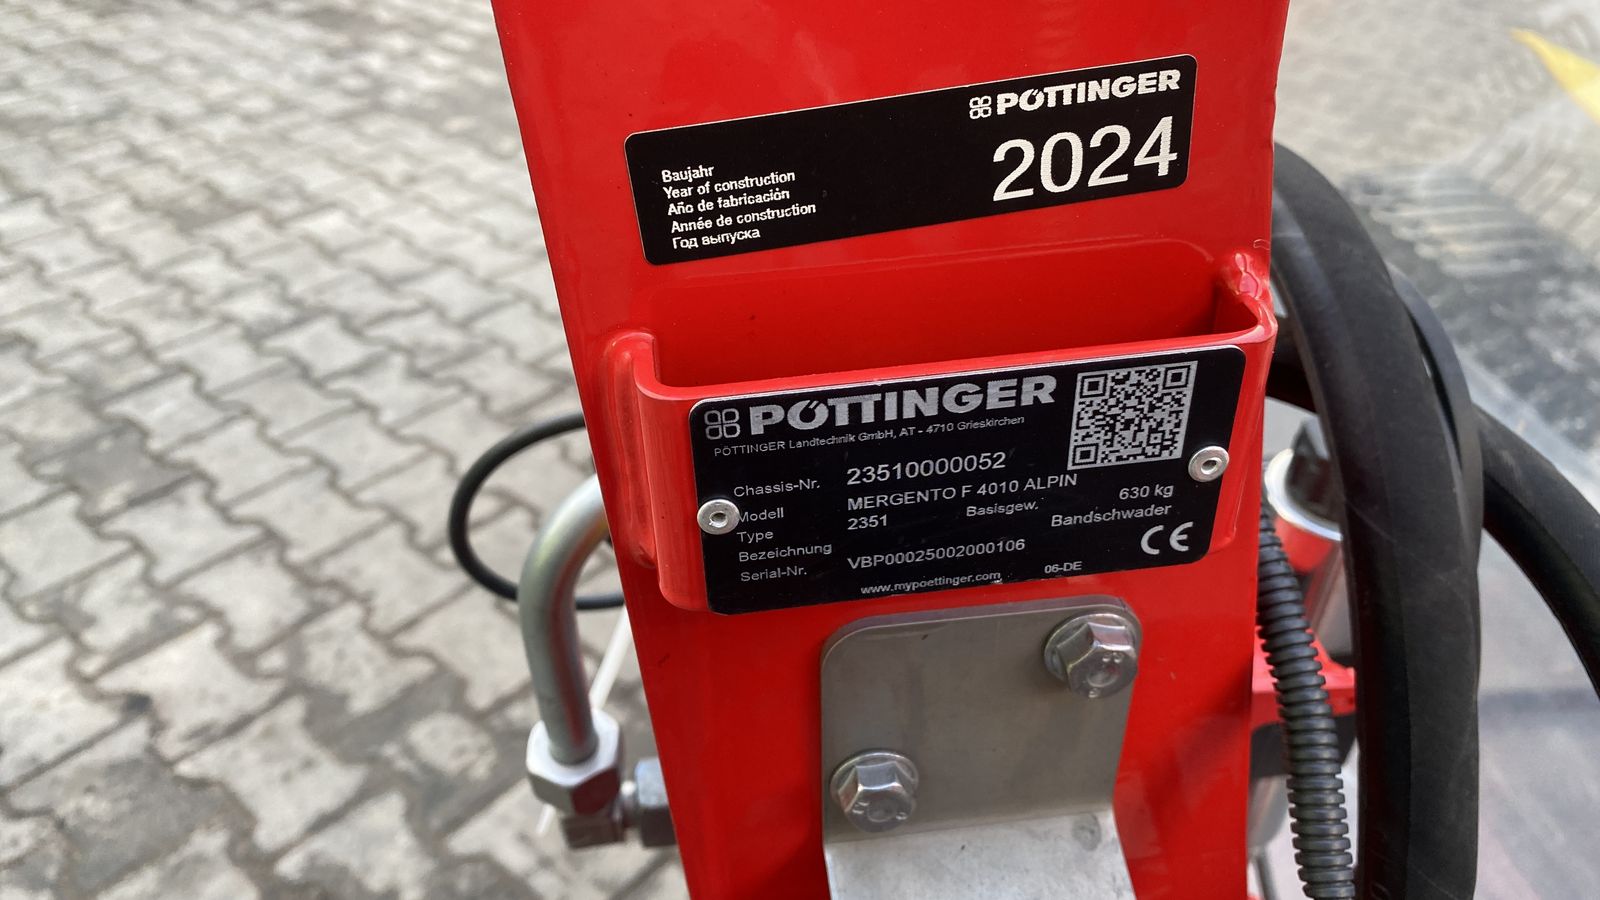 PÖTTINGER
2024
Baujahr
Year of construction
Año de fabricación
Année de construction
Год выпуска
PÖTTINGER
PÖTTINGER Landtechnik GmbH, AT - 4710 Grieskirchen
Chassis-Nr. 23510000052
Modell MERGENTO F 4010 ALPIN
Type 2351 Basisgew. 630 kg
Bezeichnung Bandschwader
Serial-Nr. VBP00025002000106
www.mypoettinger.com 06-DE
CE